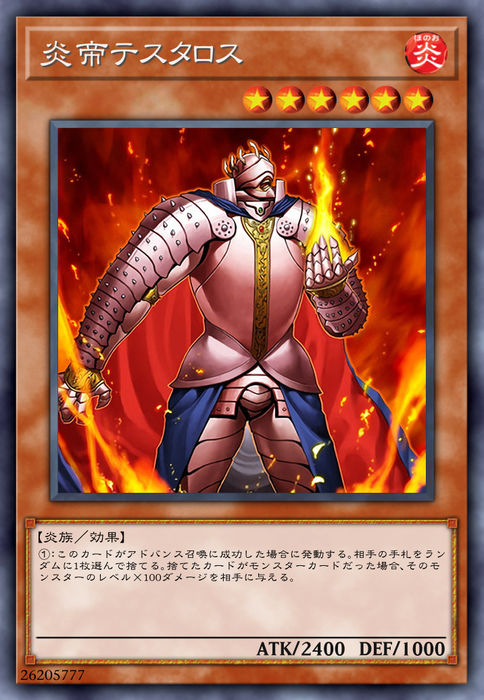 炎帝テスタロス
ほのお
炎
【炎族／効果】
①：このカードがアドバンス召喚に成功した場合に発動する。相手の手札をラン
ダムに1枚選んで捨てる。捨てたカードがモンスターカードだった場合、そのモ
ンスターのレベル×100ダメージを相手に与える。
ATK/2400 DEF/1000
26205777